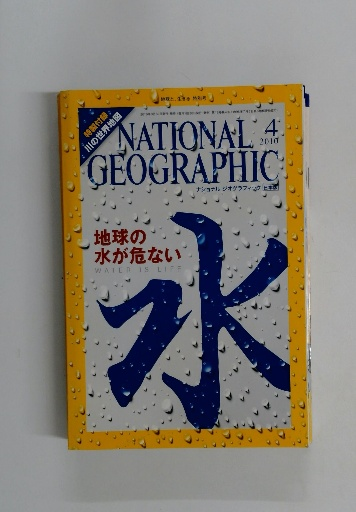 特製付録
川の世界地図
NATIONAL
GEOGRAPHIC
4
2010
ナショナル ジオグラフィック 日本版
地球の
水が危ない
WATER IS LIFE
水